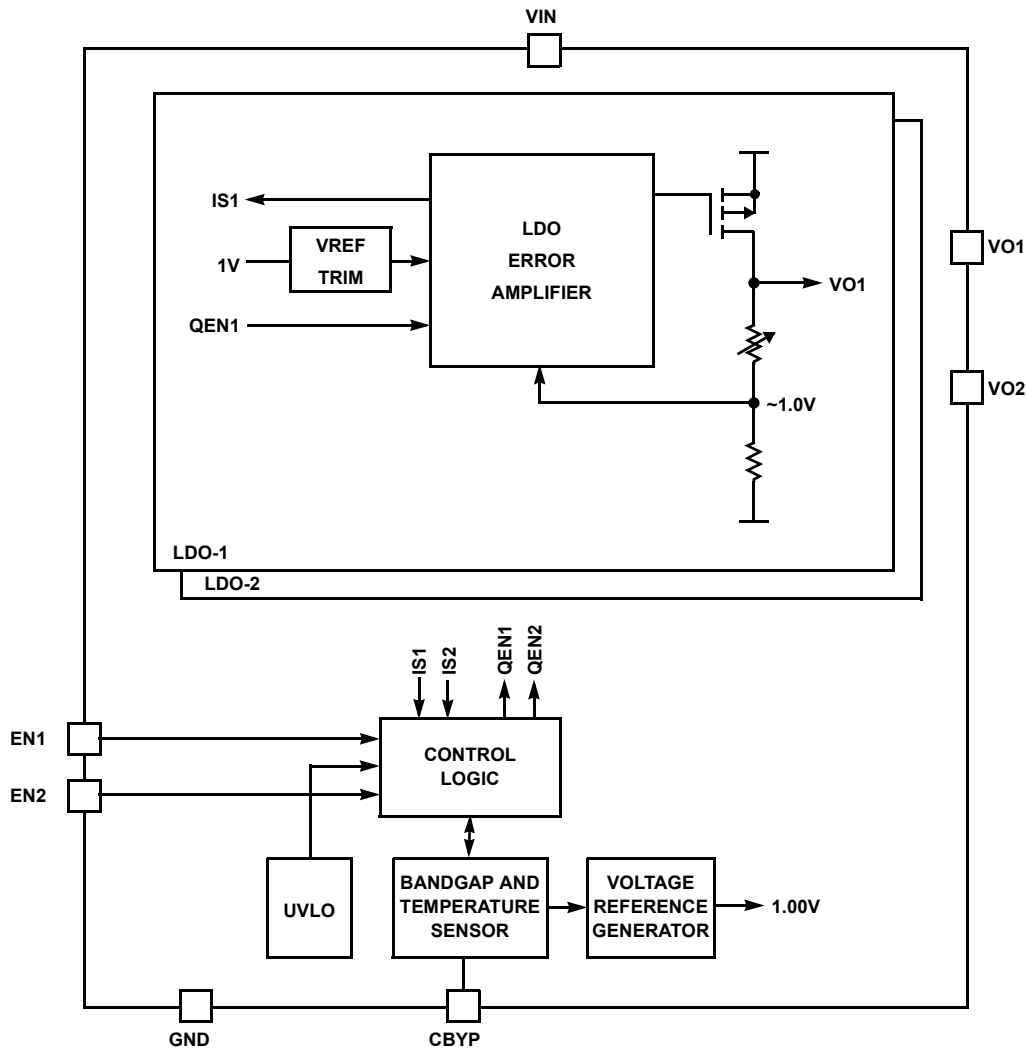 VIN
IS1
LDO
ERROR
AMPLIFIER
VREF
TRIM
1V
QEN1
VO1
VO1
~1.0V
VO2
LDO-1
LDO-2
IS1
IS2
QEN1
QEN2
EN1
EN2
CONTROL
LOGIC
UVLO
BANDGAP AND
TEMPERATURE
SENSOR
VOLTAGE
REFERENCE
GENERATOR
1.00V
GND
CBYP